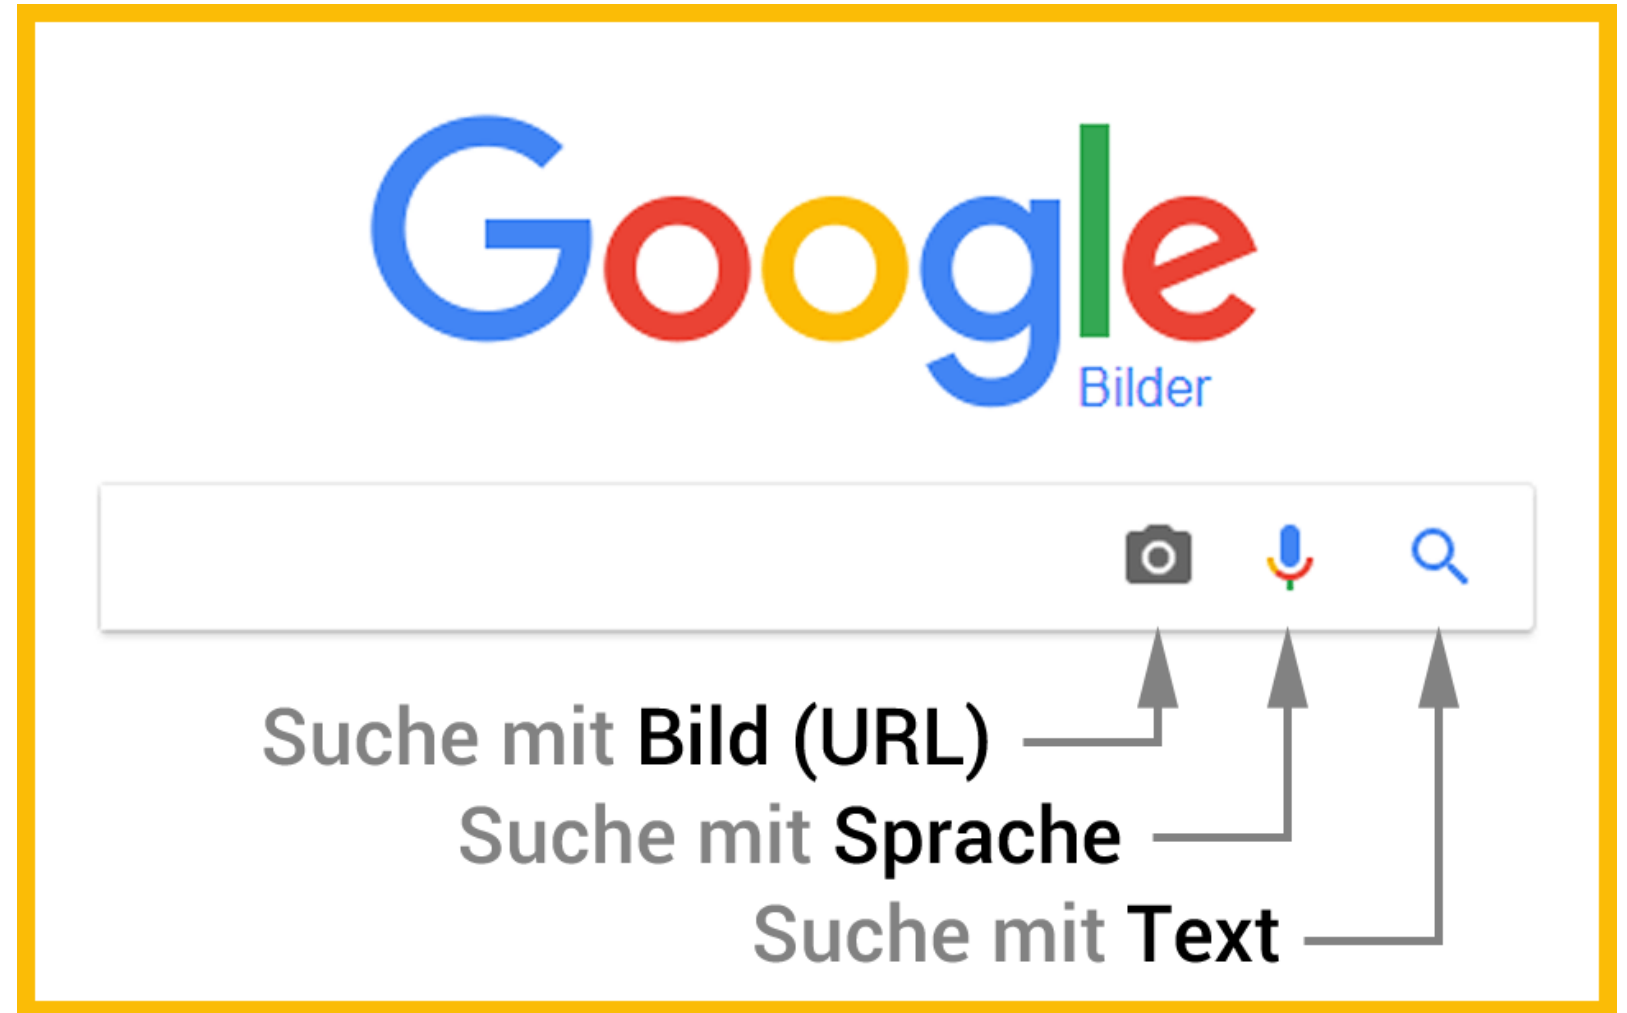 Google
Bilder
Suche mit Bild (URL)
Suche mit Sprache
Suche mit Text